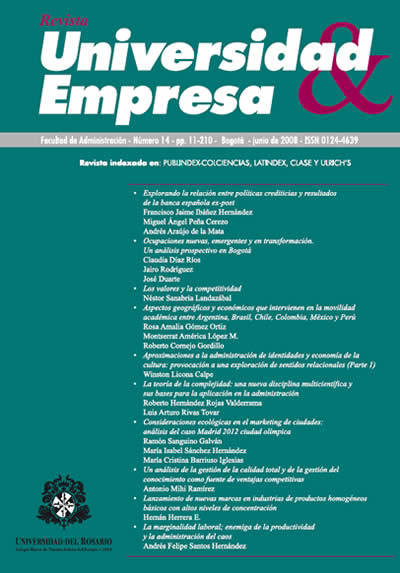 Revista
Universidad
&
Empresa
Facultad de Administración - Número 14 - pp. 11-210 - Bogotá - junio de 2008 - ISSN 0124-4639
Revista indexada en: PUBLINDEX-COLCIENCIAS, LATINDEX, CLASE Y ULRICH'S
• Explorando la relación entre políticas crediticias y resultados
de la banca española ex-post
Francisco Jaime Ibáñez Hernández
Miguel Ángel Peña Cerezo
Andrés Araújo de la Mata
• Ocupaciones nuevas, emergentes y en transformación.
Un análisis prospectivo en Bogotá
Claudia Díaz Ríos
Jairo Rodríguez
José Duarte
• Los valores y la competitividad
Néstor Sanabria Landazábal
• Aspectos geográficos y económicos que intervienen en la movilidad
académica entre Argentina, Brasil, Chile, Colombia, México y Perú
Rosa Amalia Gómez Ortiz
Montserrat América López M.
Roberto Cornejo Gordillo
• Aproximaciones a la administración de identidades y economía de la
cultura: provocación a una exploración de sentidos relacionales (Parte 1)
Winston Licona Calpe
• La teoría de la complejidad: una nueva disciplina multicientífica y
sus bases para la aplicación en la administración
Roberto Hernández Rojas Valderrama
Luis Arturo Rivas Tovar
• Consideraciones ecológicas en el marketing de ciudades:
análisis del caso Madrid 2012 ciudad olímpica
Ramón Sanguino Galván
María Isabel Sánchez Hernández
María Cristina Barriuso Iglesias
• Un análisis de la gestión de la calidad total y de la gestión del
conocimiento como fuente de ventajas competitivas
Antonio Mihi Ramírez
• Lanzamiento de nuevas marcas en industrias de productos homogéneos
básicos con altos niveles de concentración
Hernán Herrera E.
• La marginalidad laboral; enemiga de la productividad
y la administración del caos
Andrés Felipe Santos Hernández
UNIVERSIDAD DEL ROSARIO